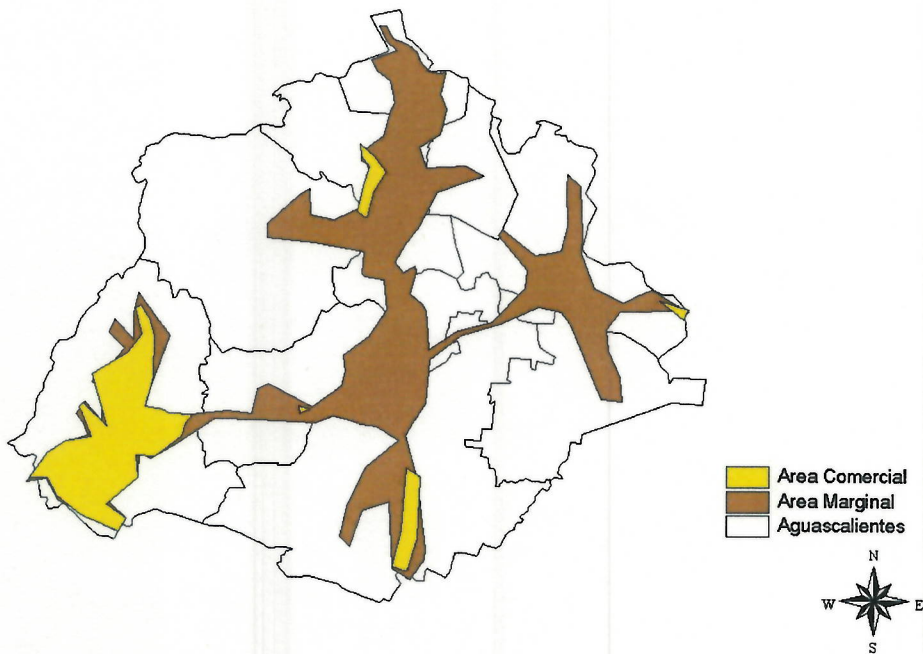 Area Comercial
Area Marginal
Aguascalientes
N
W E
S